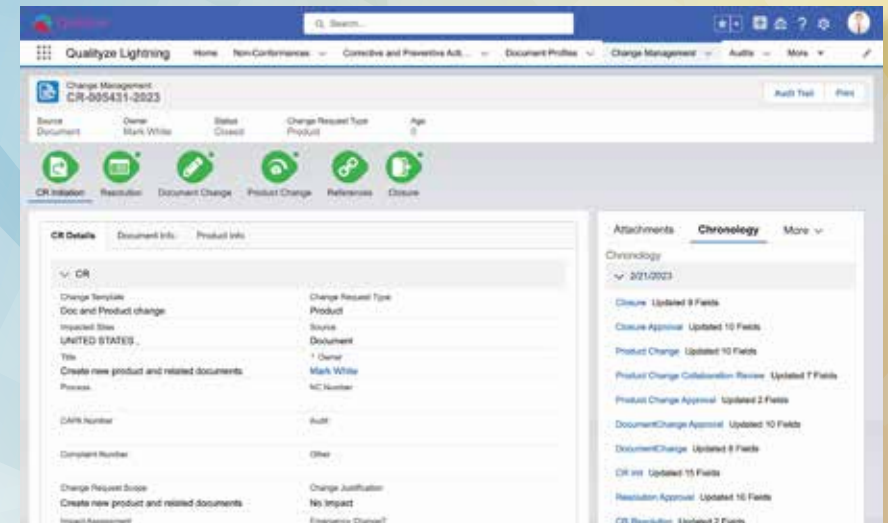 Search...
Qualityze Lightning Home Non-Conformances Corrective and Preventive Acti... Document Profiles Change Management Audits More
Change Management
CR-005431-2023
Audit Trail Print
Source Owner Status Change Request Type Age
Document Mark White Closed Product 0
CR Initiation Resolution Document Change Product Change References Closure
CR Details Document Info. Product Info
Attachments Chronology More
Chronology
CR
2/21/2023
Change Template Change Request Type
Doc and Product change Product
Closure Updated 9 Fields
Impacted Sites Source
UNITED STATES , Document
Closure Approval Updated 10 Fields
Title * Owner
Create new product and related documents Mark White
Product Change Updated 10 Fields
Process NC Number
Product Change Collaboration Review Updated 7 Fields
Product Change Approval Updated 2 Fields
CAPA Number Audit
DocumentChange Approval Updated 10 Fields
DocumentChange Updated 8 Fields
Complaint Number Other
CR Init Updated 15 Fields
Change Request Scope Change Justification
Create new product and related documents No Impact
Resolution Approval Updated 16 Fields
Impact Assessment Emergency Change?
CR Resolution Updated 2 Fields